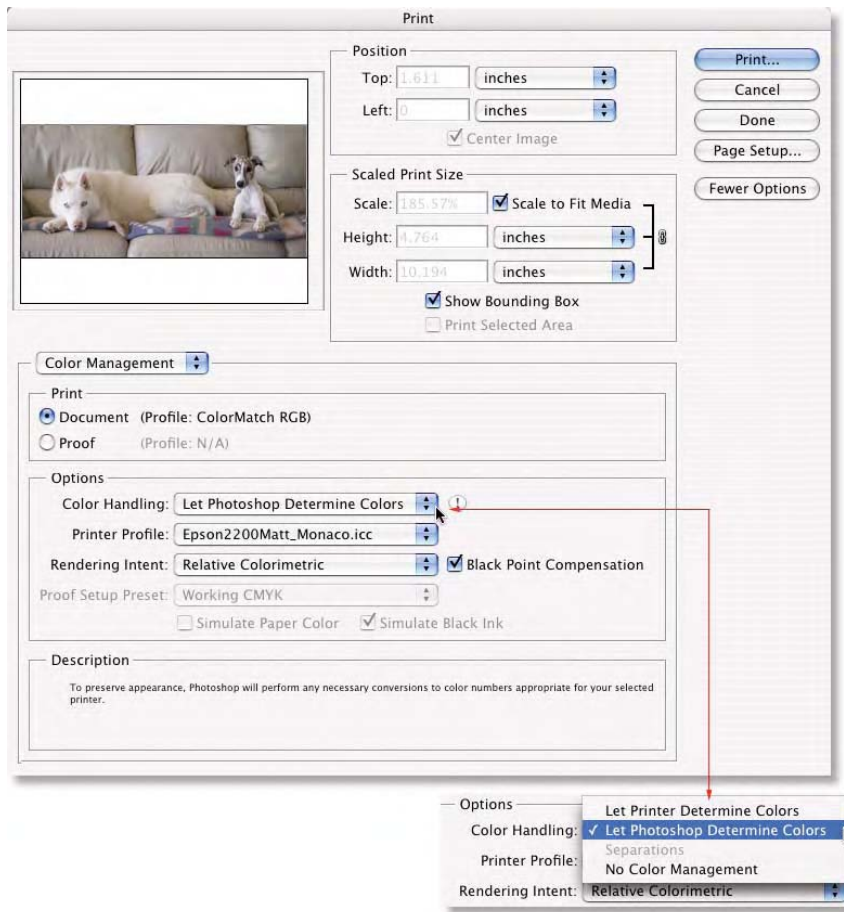 Print
Position
Top: 1.611 inches
Left: 0 inches
Center Image
Print...
Cancel
Done
Page Setup...
Fewer Options
Scaled Print Size
Scale: 185.57% Scale to Fit Media
Height: 4.764 inches
Width: 10.194 inches
Show Bounding Box
Print Selected Area
Color Management
Print
Document (Profile: ColorMatch RGB)
Proof (Profile: N/A)
Options
Color Handling: Let Photoshop Determine Colors
Printer Profile: Epson2200Matt_Monaco.icc
Rendering Intent: Relative Colorimetric Black Point Compensation
Proof Setup Preset: Working CMYK
Simulate Paper Color Simulate Black Ink
Description
To preserve appearance, Photoshop will perform any necessary conversions to color numbers appropriate for your selected
printer.
Options
Color Handling:
Printer Profile:
Rendering Intent: Relative Colorimetric
Let Printer Determine Colors
✓ Let Photoshop Determine Colors
Separations
No Color Management